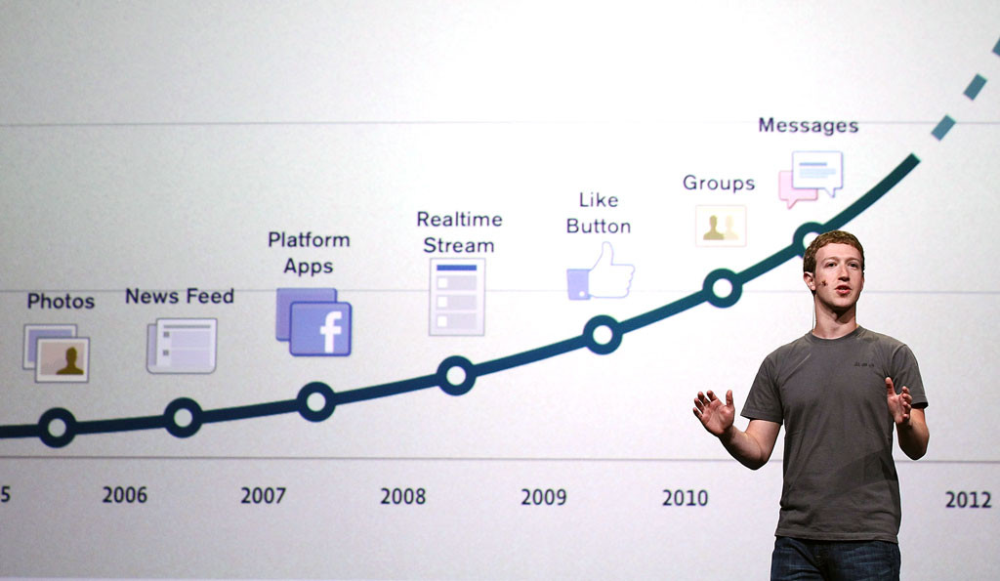 Messages
Groups
Like
Button
Realtime
Stream
Platform
Apps
News Feed
Photos
f
5
2006
2007
2008
2009
2010
2012